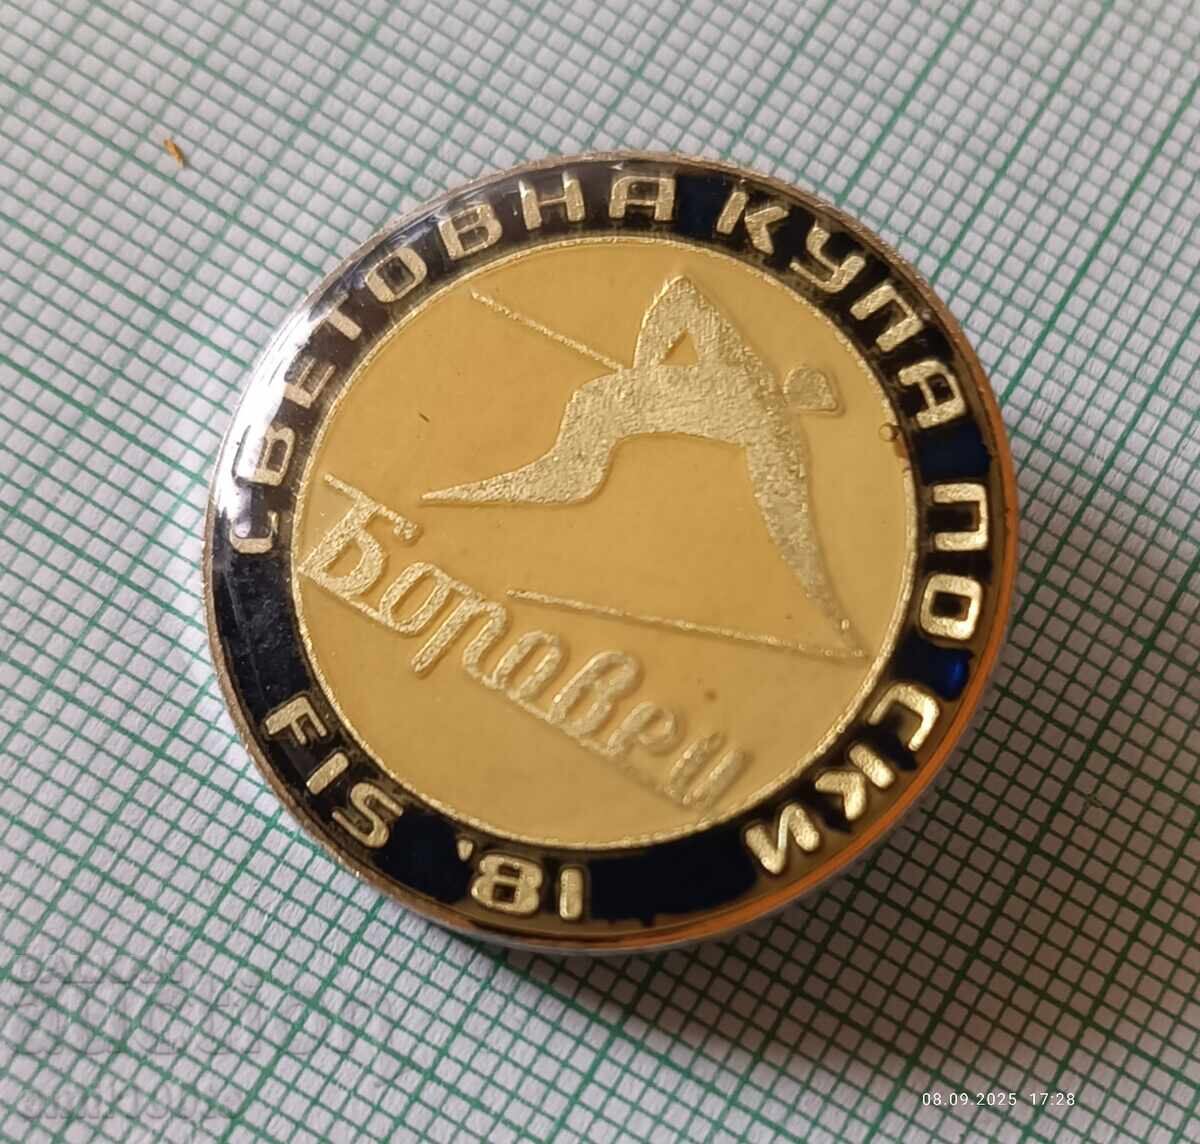 СВЕТОВНА КУПА ПО СКИ
FIS '81
Боровец
08.09.2025 17:28